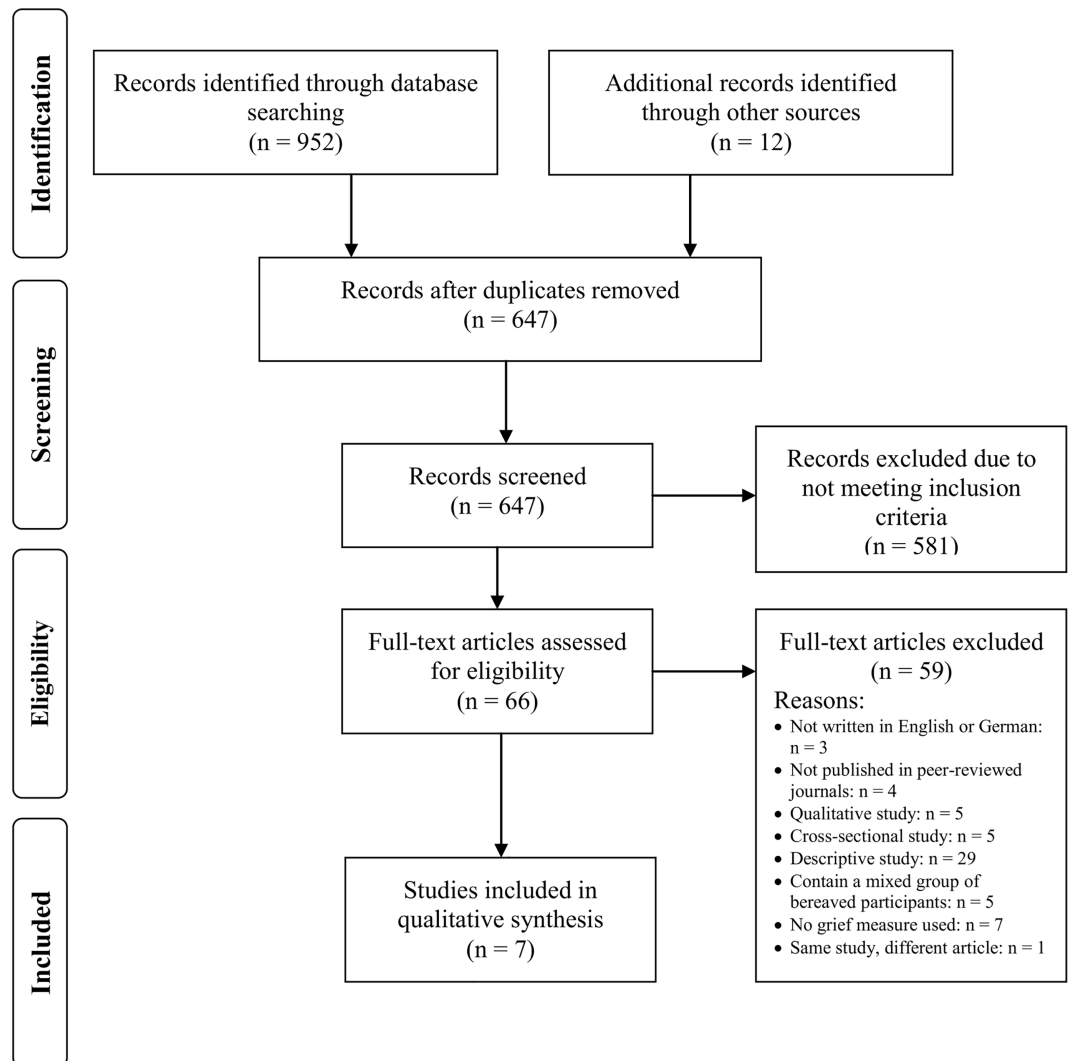 Identification
Records identified through database
searching
(n = 952)
Additional records identified
through other sources
(n = 12)
Records after duplicates removed
(n = 647)
Screening
Records screened
(n = 647)
Records excluded due to
not meeting inclusion
criteria
(n = 581)
Eligibility
Full-text articles assessed
for eligibility
(n = 66)
Full-text articles excluded
(n = 59)
Reasons:
• Not written in English or German:
n = 3
• Not published in peer-reviewed
journals: n = 4
• Qualitative study: n = 5
• Cross-sectional study: n = 5
• Descriptive study: n = 29
• Contain a mixed group of
bereaved participants: n = 5
• No grief measure used: n = 7
• Same study, different article: n = 1
Included
Studies included in
qualitative synthesis
(n = 7)